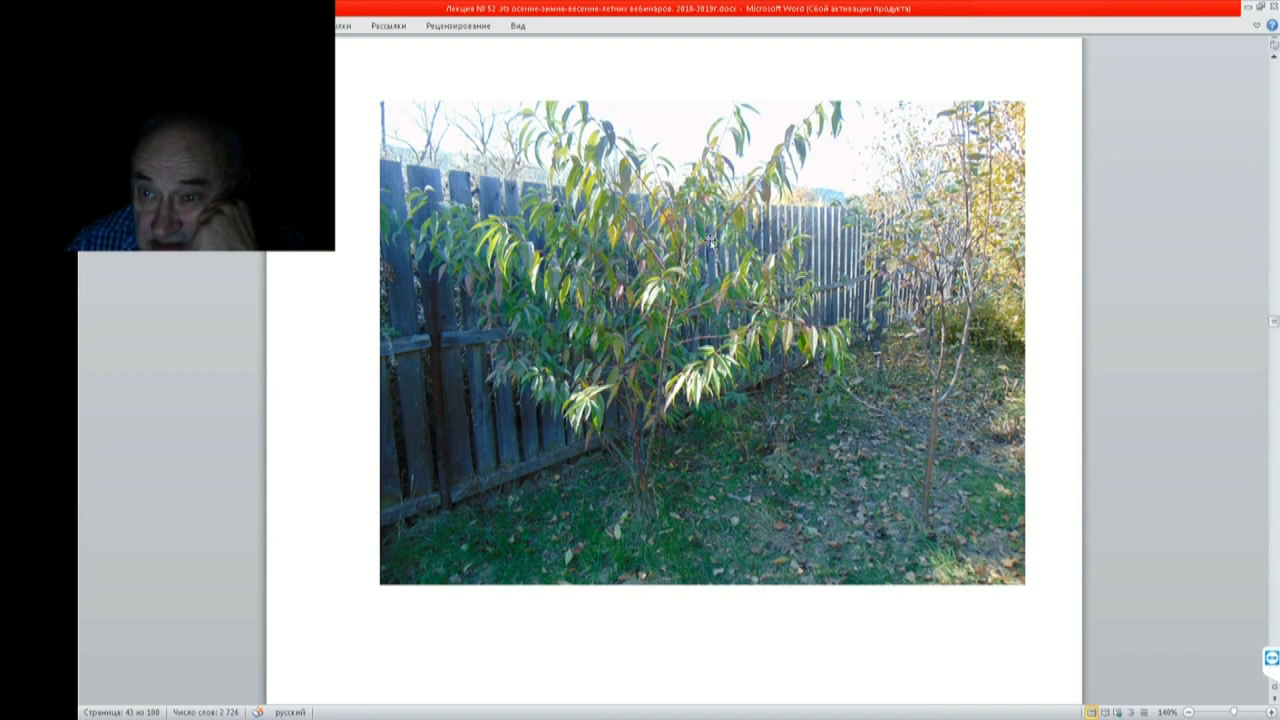 Лекция № 52 .Из осенне-зимне-весенне-летних вебинаров. 2018-2019г.docx - Microsoft Word (Сбой активации продукта)
лки Рассылки Рецензирование Вид
Страница: 43 из 100 Число слов: 2 726 русский 140%